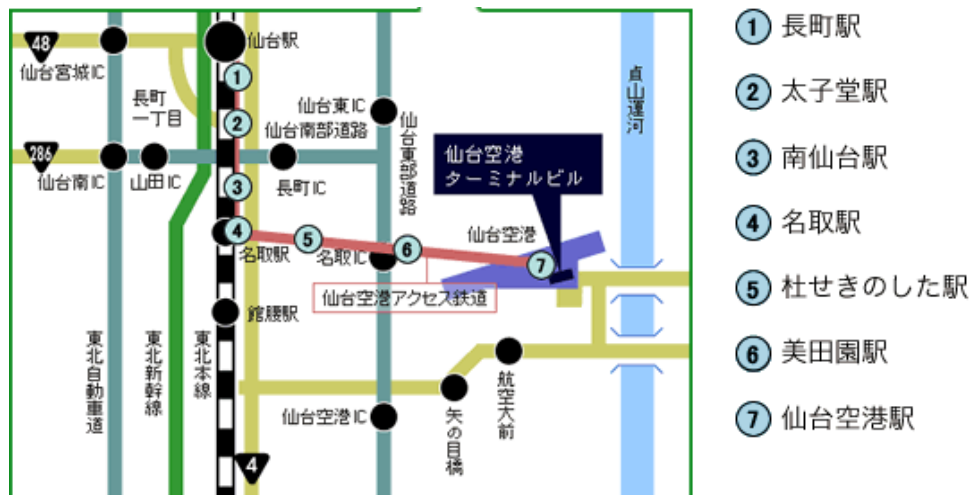 48
仙台宮城IC
仙台駅
1
長町
一丁目
2
仙台東IC
仙台南部道路
仙台東部道路
貞山運河
286
仙台南IC
山田IC
長町IC
3
仙台空港
ターミナルビル
4
名取駅
5
名取IC
6
仙台空港
7
仙台空港アクセス鉄道
館腰駅
東北自動車道
東北新幹線
東北本線
仙台空港IC
矢の目橋
航空大前
4
1 長町駅
2 太子堂駅
3 南仙台駅
4 名取駅
5 杜せきのした駅
6 美田園駅
7 仙台空港駅